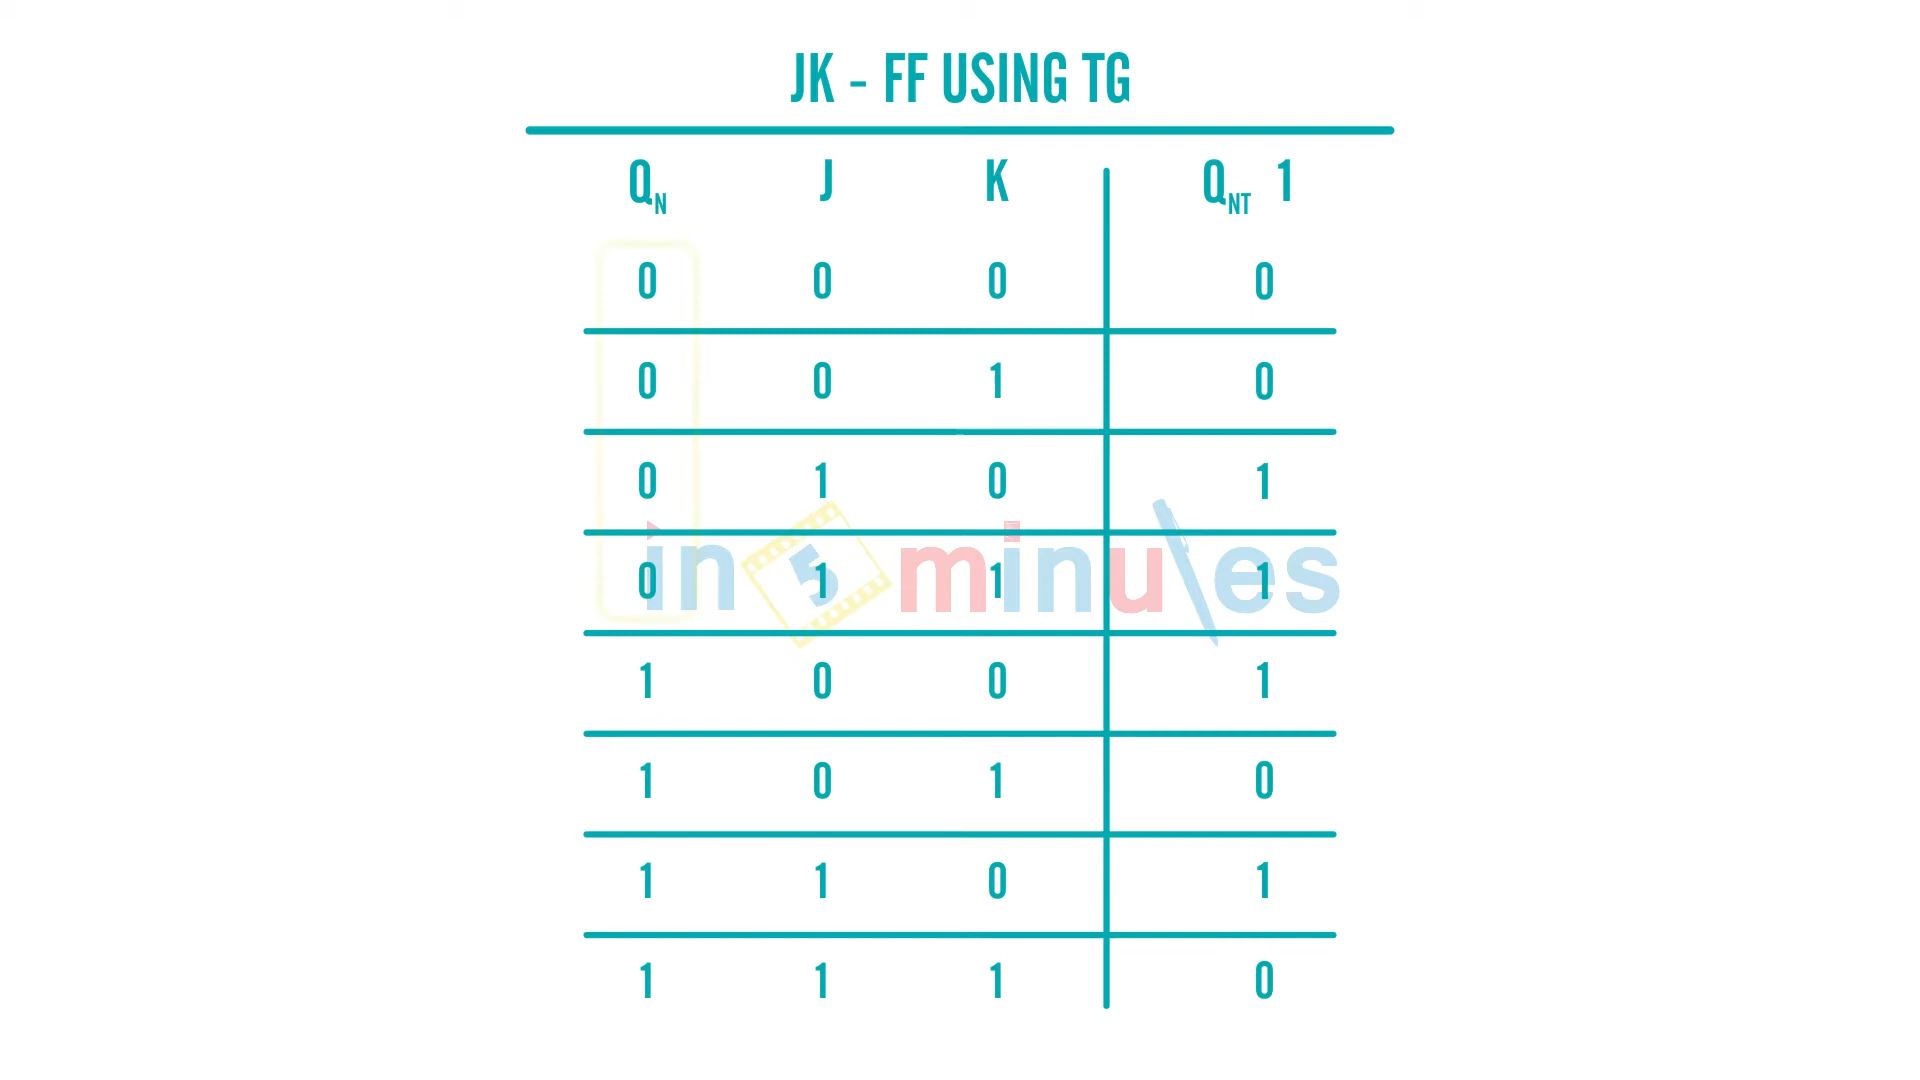 JK - FF USING TG
QN J K QNT 1
0 0 0 0
0 0 1 0
0 1 0 1
0 1 1 1
in 5 minutes
1 0 0 1
1 0 1 0
1 1 0 1
1 1 1 0